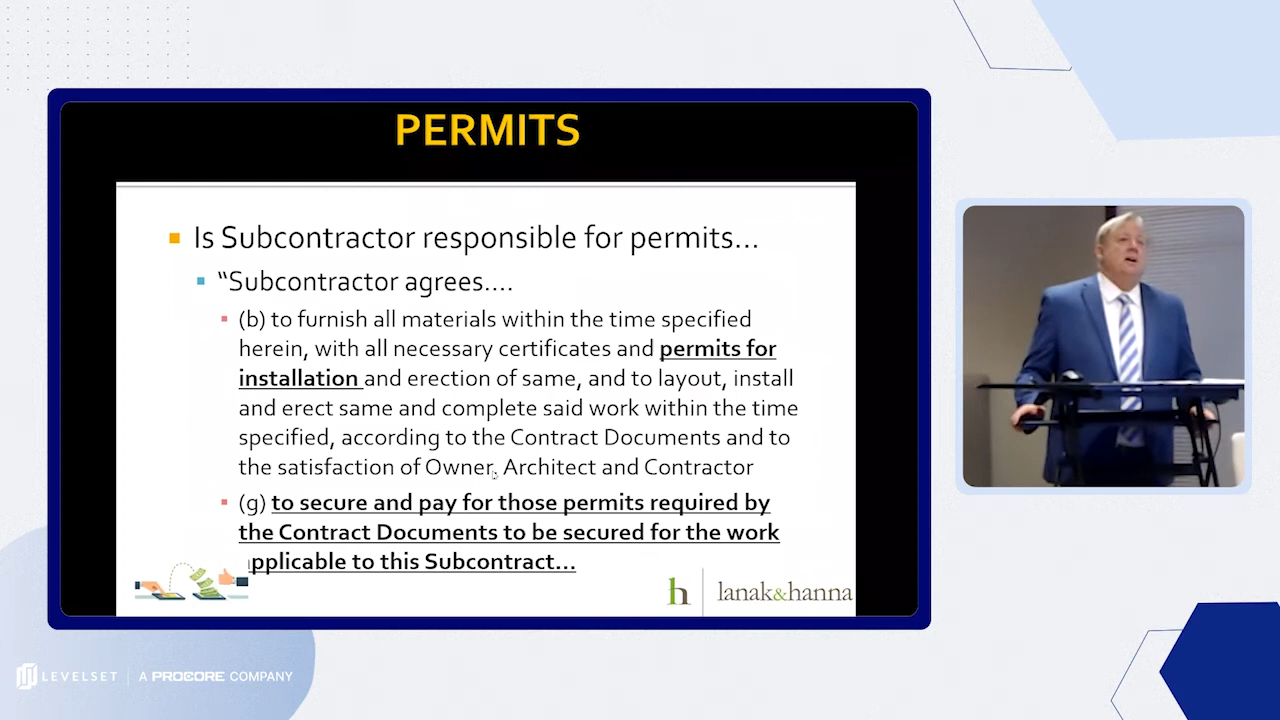 PERMITS
Is Subcontractor responsible for permits...
“Subcontractor agrees....
(b) to furnish all materials within the time specified
herein, with all necessary certificates and permits for
installation and erection of same, and to layout, install
and erect same and complete said work within the time
specified, according to the Contract Documents and to
the satisfaction of Owner, Architect and Contractor
(g) to secure and pay for those permits required by
the Contract Documents to be secured for the work
applicable to this Subcontract...
h lanak&hanna
LEVELSET | A PROCORE COMPANY